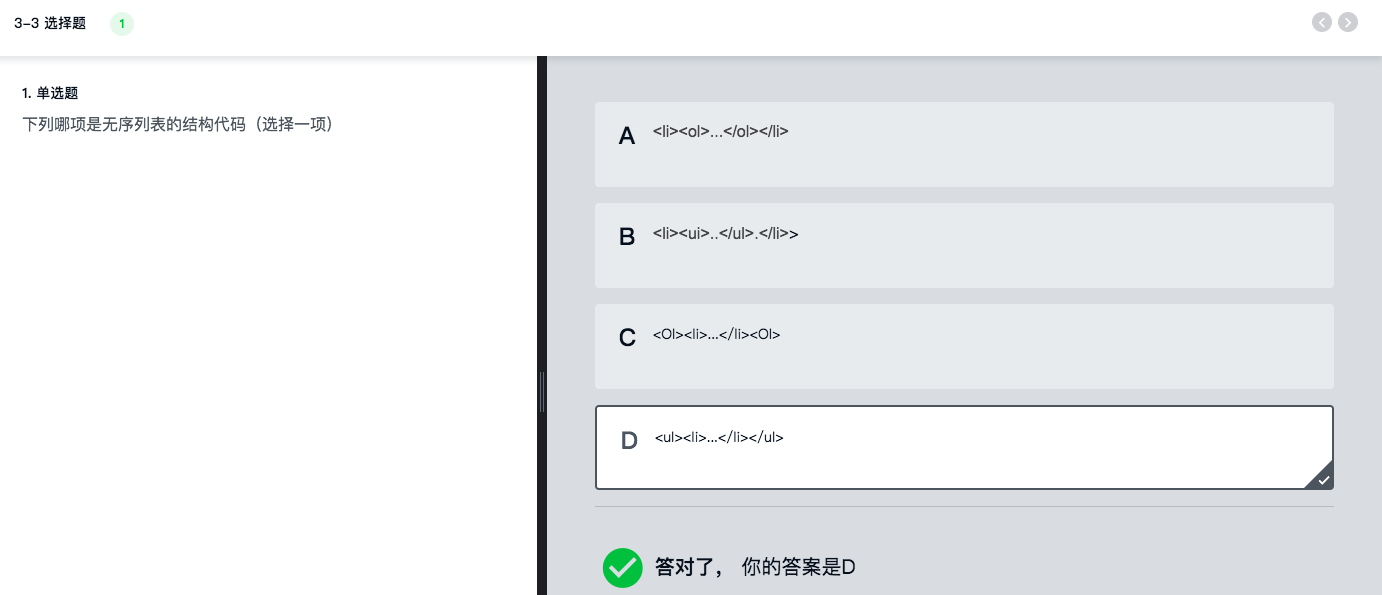 3-3 选择题 1
1. 单选题
下列哪项是无序列表的结构代码（选择一项）
A <li><ol>...</ol></li>
B <li><ui>..</ul>.</li>>
C <Ol><li>...</li><Ol>
D <ul><li>...</li></ul>
答对了， 你的答案是D